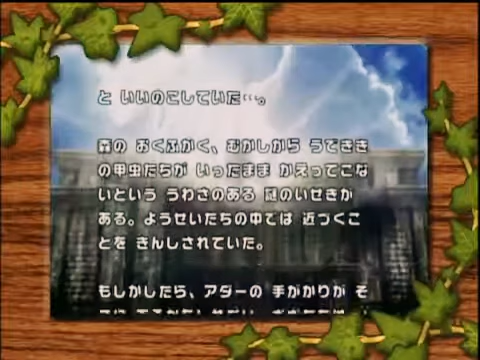 と いいのこしていた…。
森の おくふかく、むかしから うできき
の甲虫たちが いったまま かえってこな
いという うわさのある 謎のいせきが
ある。ようせいたちの中では 近づくこ
とを きんしされていた。
もしかしたら、アダーの 手がかりが そ